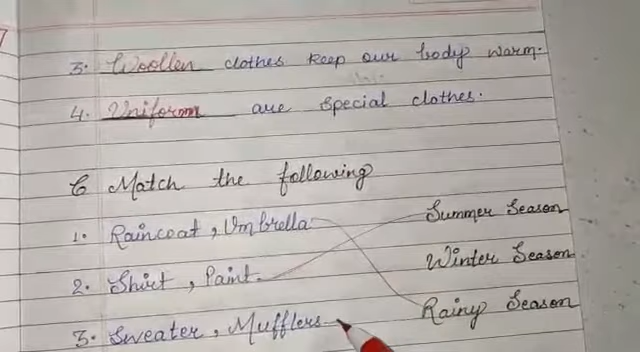 3. Woollen clothes keep our body warm.
4. Uniform are special clothes.
C Match the following
1. Raincoat, Umbrella Summer Season
2. Shirt, Paint. Winter Season
3. Sweater, Mufflers Rainy Season